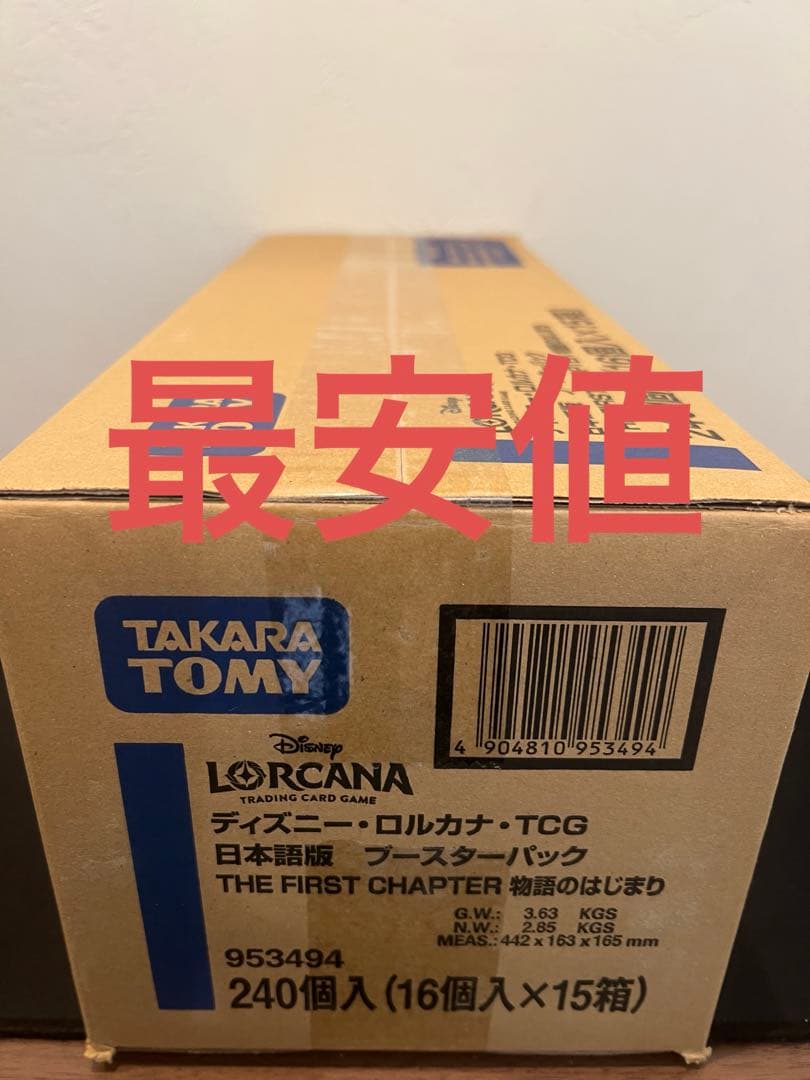 最安値
Disney
TAKARA
TOMY
4 904810 953494
Disney
LORCANA
TRADING CARD GAME
ディズニー・ロルカナ・TCG
日本語版 ブースターパック
THE FIRST CHAPTER 物語のはじまり
G.W.: 3.63 KGS
N.W.: 2.85 KGS
MEAS.: 442 x 163 x 165 mm
953494
240個入(16個入×15箱)